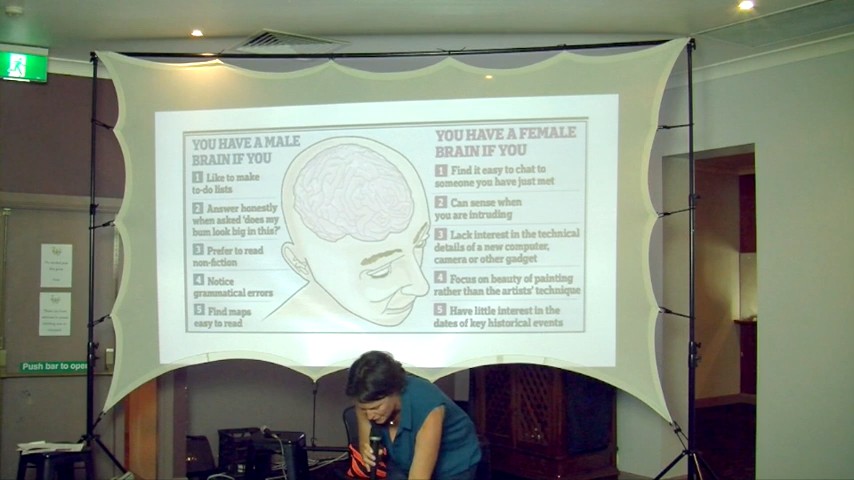 YOU HAVE A MALE
BRAIN IF YOU
1 Like to make
to-do lists
2 Answer honestly
when asked 'does my
bum look big in this?'
3 Prefer to read
non-fiction
4 Notice
grammatical errors
5 Find maps
easy to read
YOU HAVE A FEMALE
BRAIN IF YOU
1 Find it easy to chat to
someone you have just met
2 Can sense when
you are intruding
3 Lack interest in the technical
details of a new computer,
camera or other gadget
4 Focus on beauty of painting
rather than the artists' technique
5 Have little interest in the
dates of key historical events
Push bar to open